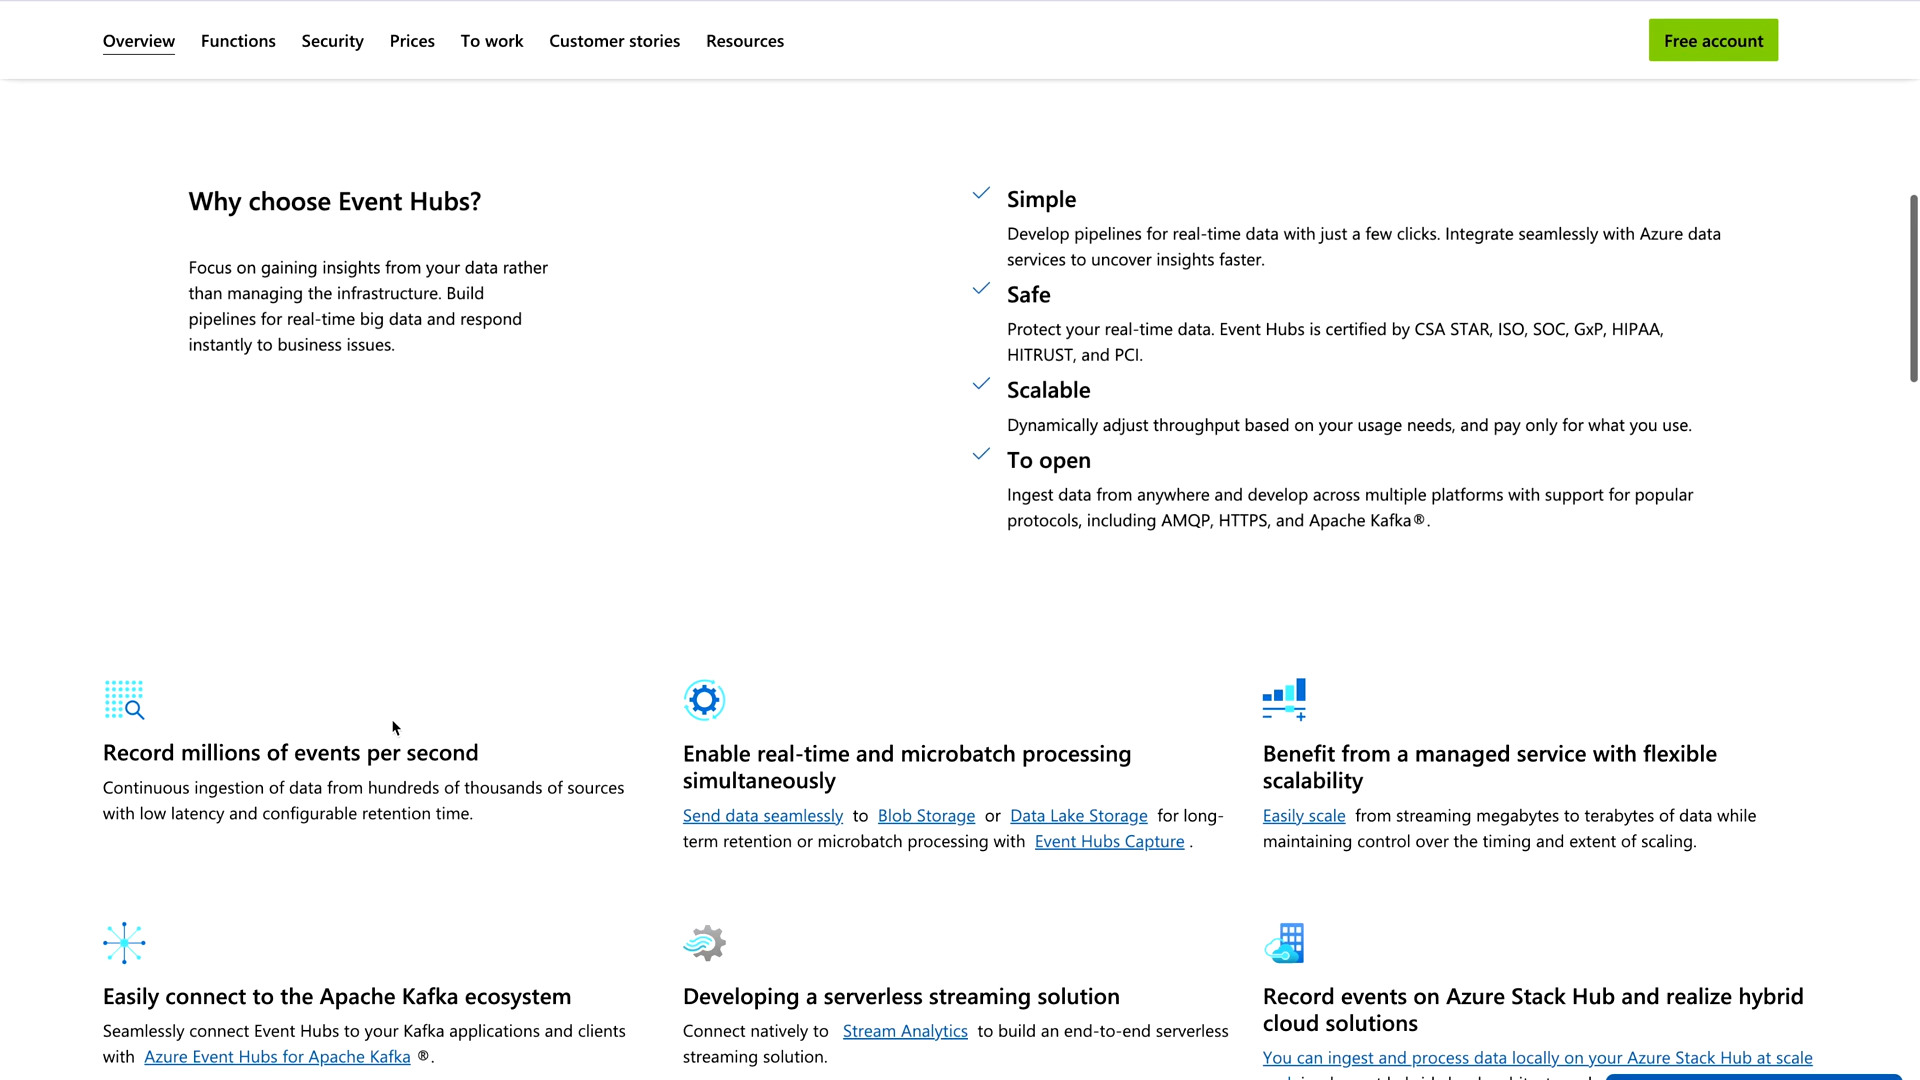 Overview Functions Security Prices To work Customer stories Resources Free account
Why choose Event Hubs?
Focus on gaining insights from your data rather
than managing the infrastructure. Build
pipelines for real-time big data and respond
instantly to business issues.
Simple
Develop pipelines for real-time data with just a few clicks. Integrate seamlessly with Azure data
services to uncover insights faster.
Safe
Protect your real-time data. Event Hubs is certified by CSA STAR, ISO, SOC, GxP, HIPAA,
HITRUST, and PCI.
Scalable
Dynamically adjust throughput based on your usage needs, and pay only for what you use.
To open
Ingest data from anywhere and develop across multiple platforms with support for popular
protocols, including AMQP, HTTPS, and Apache Kafka®.
Record millions of events per second
Continuous ingestion of data from hundreds of thousands of sources
with low latency and configurable retention time.
Enable real-time and microbatch processing
simultaneously
Send data seamlessly to Blob Storage or Data Lake Storage for long-
term retention or microbatch processing with Event Hubs Capture .
Benefit from a managed service with flexible
scalability
Easily scale from streaming megabytes to terabytes of data while
maintaining control over the timing and extent of scaling.
Easily connect to the Apache Kafka ecosystem
Seamlessly connect Event Hubs to your Kafka applications and clients
with Azure Event Hubs for Apache Kafka ®.
Developing a serverless streaming solution
Connect natively to Stream Analytics to build an end-to-end serverless
streaming solution.
Record events on Azure Stack Hub and realize hybrid
cloud solutions
You can ingest and process data locally on your Azure Stack Hub at scale